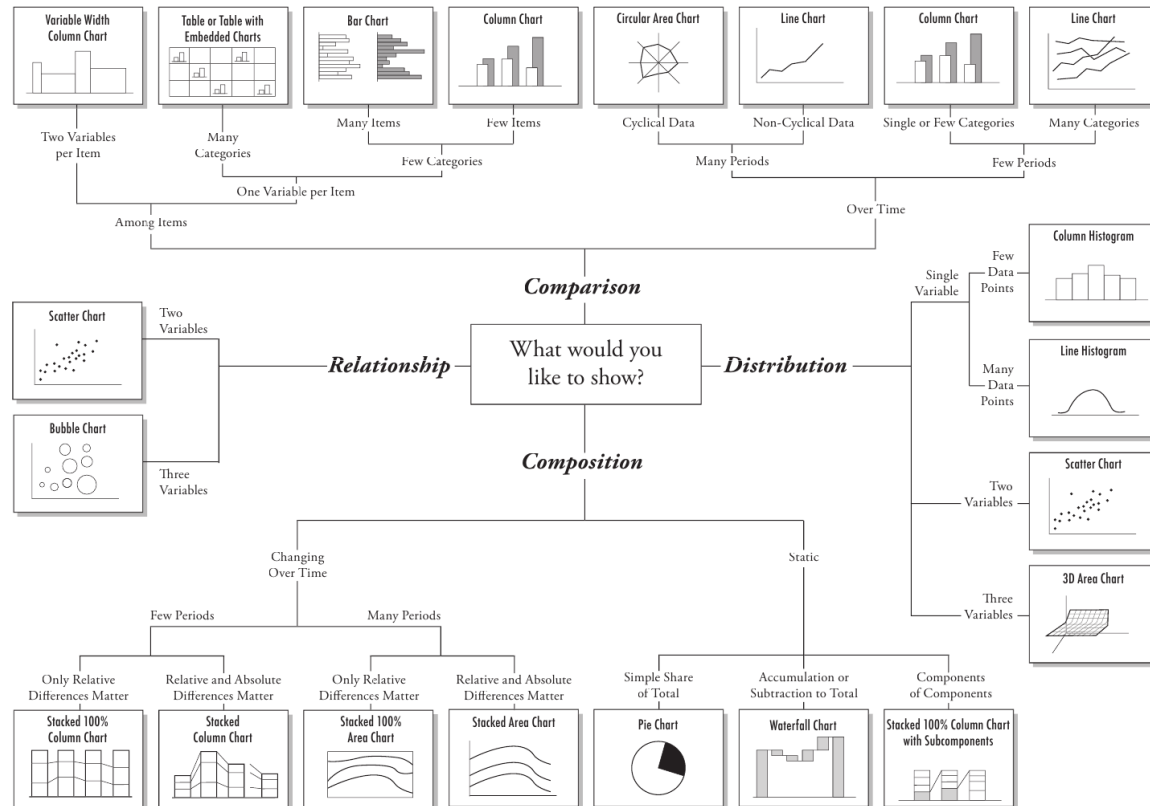 Variable Width
Column Chart
Table or Table with
Embedded Charts
Bar Chart
Column Chart
Circular Area Chart
Line Chart
Column Chart
Line Chart
Two Variables
per Item
Many
Categories
Many Items
Few Items
Cyclical Data
Non-Cyclical Data
Single or Few Categories
Many Categories
Few Categories
Many Periods
Few Periods
One Variable per Item
Among Items
Over Time
Comparison
What would you
like to show?
Relationship
Two
Variables
Scatter Chart
Three
Variables
Bubble Chart
Distribution
Single
Variable
Few
Data
Points
Column Histogram
Many
Data
Points
Line Histogram
Two
Variables
Scatter Chart
Three
Variables
3D Area Chart
Composition
Changing
Over Time
Static
Few Periods
Many Periods
Only Relative
Differences Matter
Relative and Absolute
Differences Matter
Only Relative
Differences Matter
Relative and Absolute
Differences Matter
Simple Share
of Total
Accumulation or
Subtraction to Total
Components
of Components
Stacked 100%
Column Chart
Stacked
Column Chart
Stacked 100%
Area Chart
Stacked Area Chart
Pie Chart
Waterfall Chart
Stacked 100% Column Chart
with Subcomponents